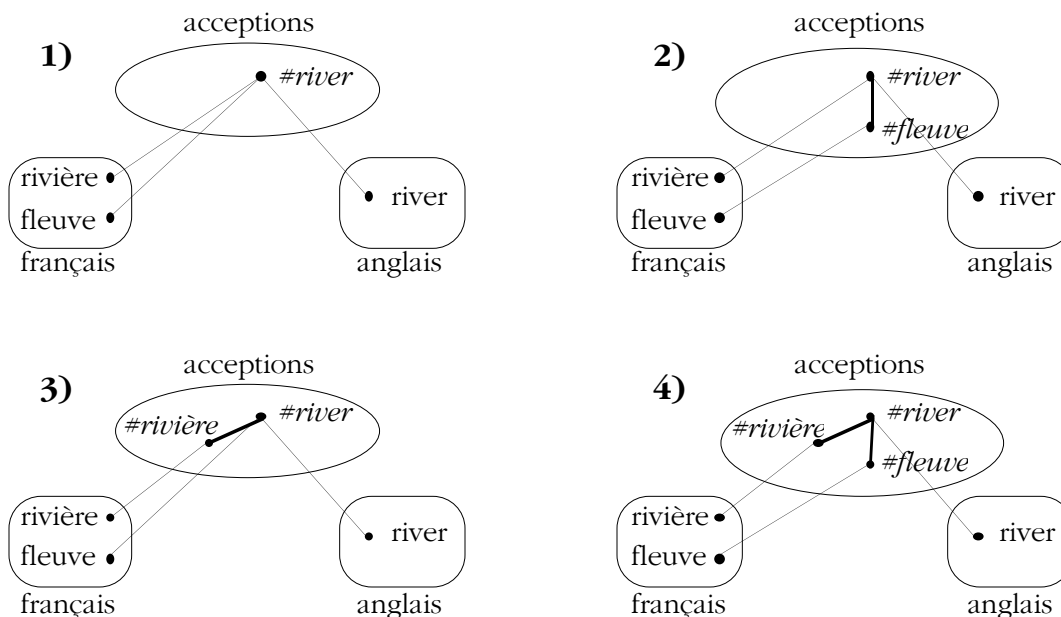 1)
acceptions
#river
rivière
fleuve
river
français
anglais
2)
acceptions
#river
#fleuve
rivière
fleuve
river
français
anglais
3)
acceptions
#rivière
#river
rivière
fleuve
river
français
anglais
4)
acceptions
#rivière
#river
#fleuve
rivière
fleuve
river
français
anglais